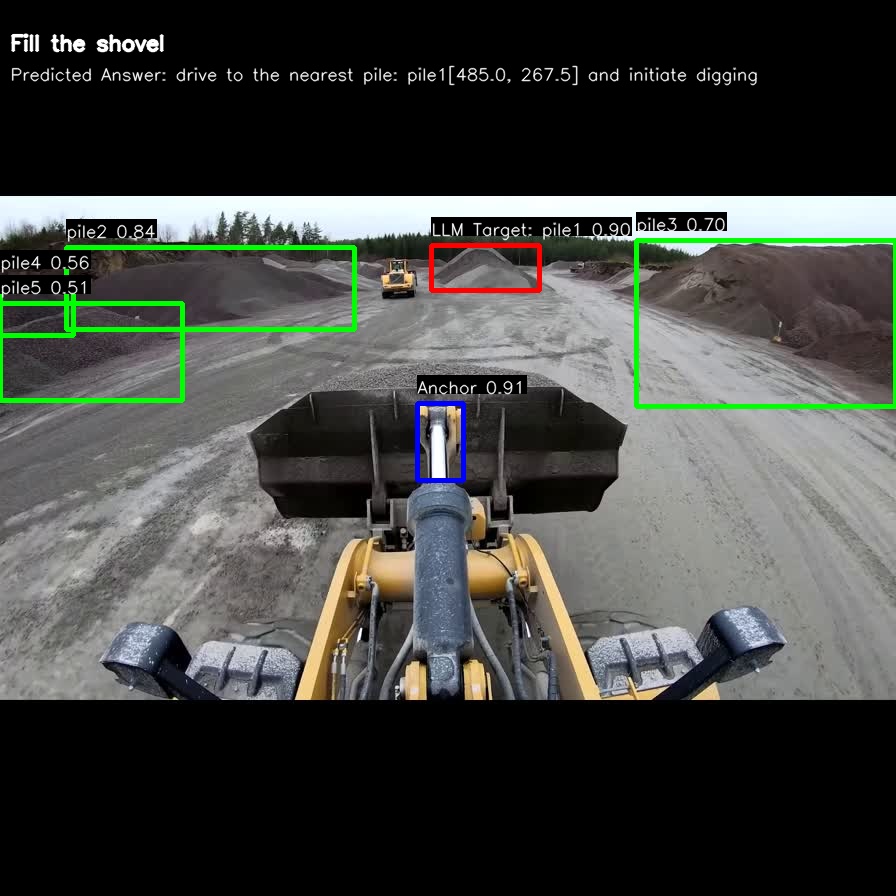 Fill the shovel
Predicted Answer: drive to the nearest pile: pile1[485.0, 267.5] and initiate digging
pile2 0.84
LLM Target: pile1 0.90
pile3 0.70
pile4 0.56
pile5 0.51
Anchor 0.91